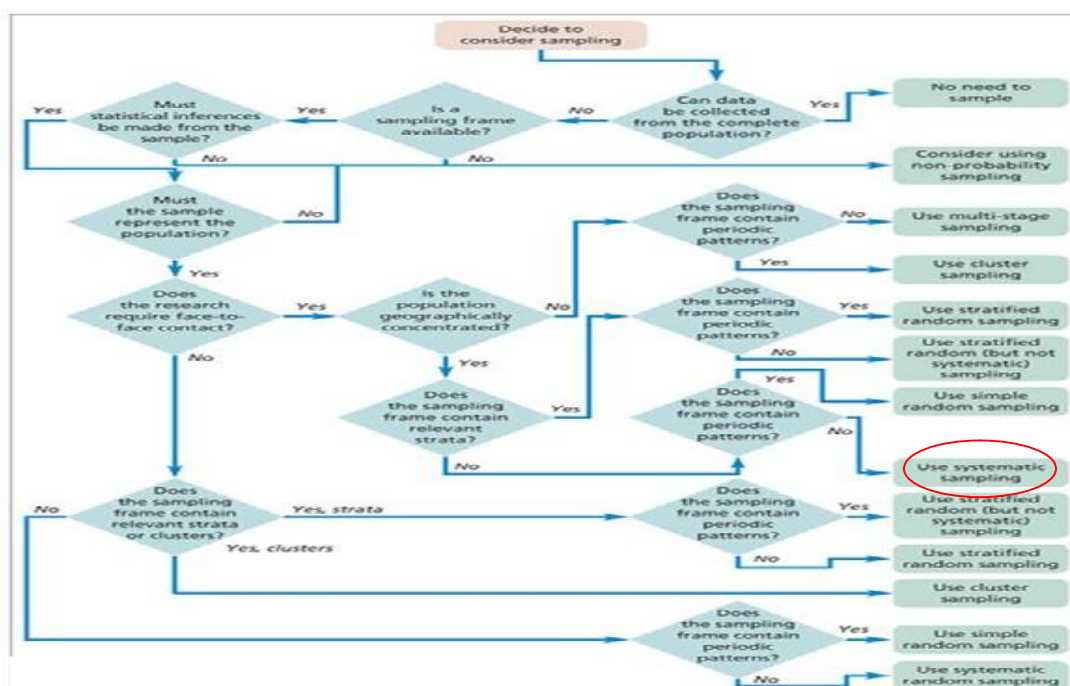 Decide to
consider sampling
Yes
Must
statistical inferences
be made from the
sample?
Yes
Is a
sampling frame
available?
No
Can data
be collected
from the complete
population?
Yes
No need to
sample
No
No
Consider using
non-probability
sampling
Must
the sample
represent the
population?
No
Does
the sampling
frame contain
periodic
patterns?
No
Use multi-stage
sampling
Yes
Yes
Use cluster
sampling
Does
the research
require face-to-
face contact?
Yes
Is the
population
geographically
concentrated?
No
Does
the sampling
frame contain
periodic
patterns?
Yes
Use stratified
random sampling
No
Yes
No
Use stratified
random (but not
systematic)
sampling
Does
the sampling
frame contain
relevant
strata?
Yes
Does
the sampling
frame contain
periodic
patterns?
Yes
Use simple
random sampling
No
No
Use systematic
sampling
No
Does
the sampling
frame contain
relevant strata
or clusters?
Yes, strata
Yes, clusters
Does
the sampling
frame contain
periodic
patterns?
Yes
Use stratified
random (but not
systematic)
sampling
No
Use stratified
random sampling
Use cluster
sampling
Does
the sampling
frame contain
periodic
patterns?
Yes
Use simple
random sampling
No
Use systematic
random sampling